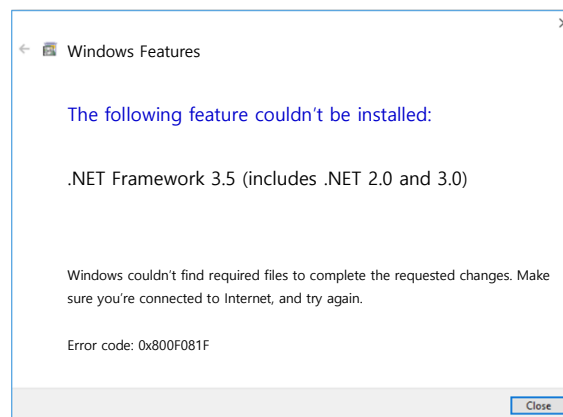 Windows Features
The following feature couldn't be installed:
.NET Framework 3.5 (includes .NET 2.0 and 3.0)
Windows couldn't find required files to complete the requested changes. Make
sure you're connected to Internet, and try again.
Error code: 0x800F081F
Close